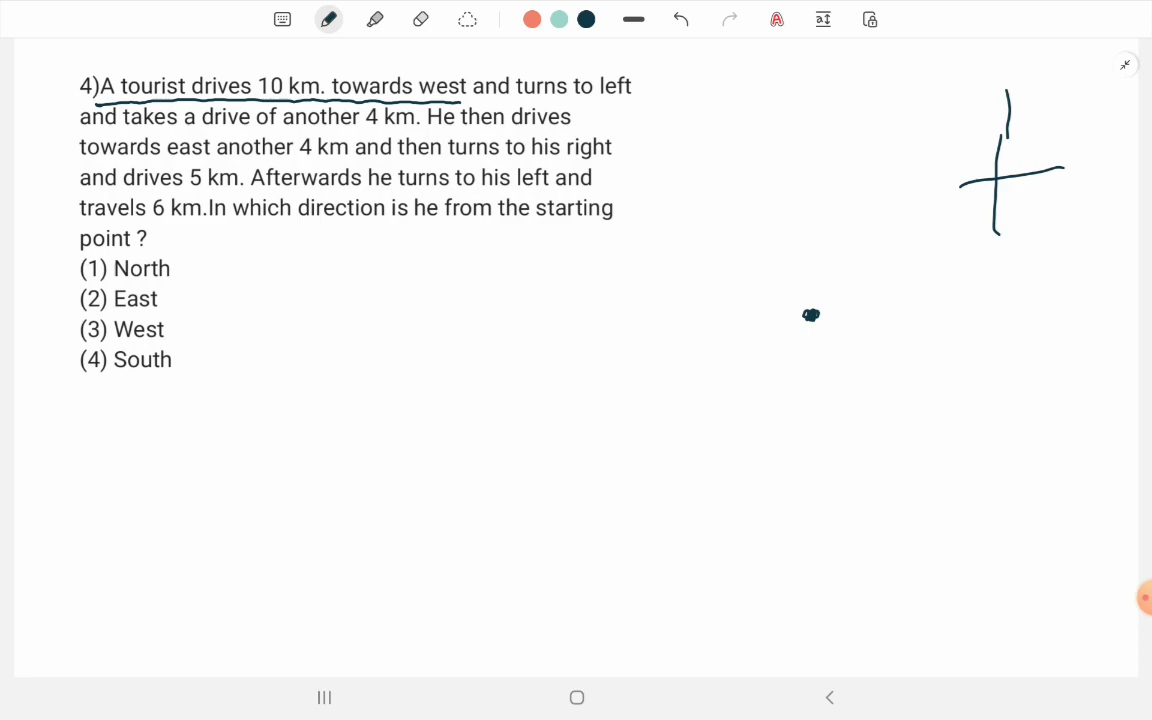 4)A tourist drives 10 km. towards west and turns to left
and takes a drive of another 4 km. He then drives
towards east another 4 km and then turns to his right
and drives 5 km. Afterwards he turns to his left and
travels 6 km.In which direction is he from the starting
point ?
(1) North
(2) East
(3) West
(4) South